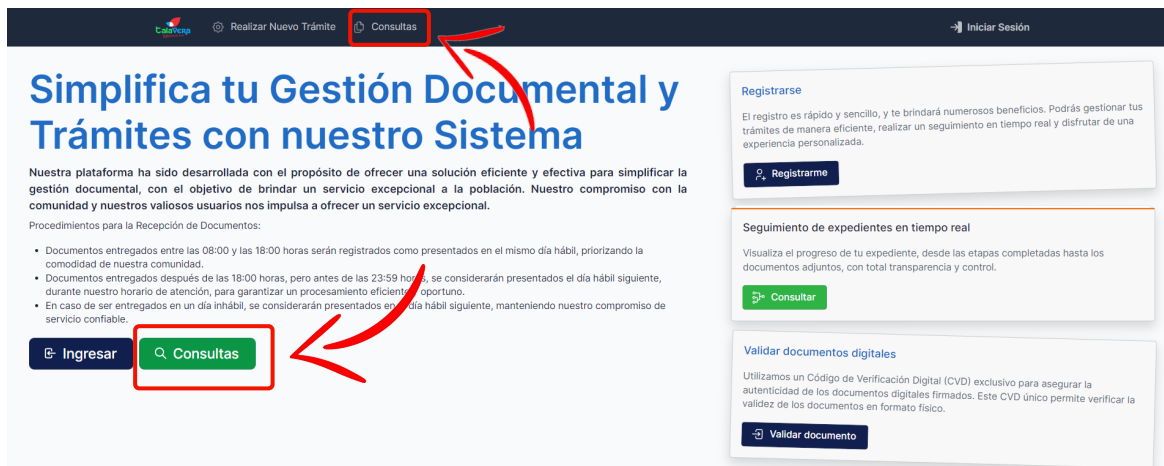 Talavera
Realizar Nuevo Trámite
Consultas
Iniciar Sesión
Simplifica tu Gestión Documental y
Trámites con nuestro Sistema
Nuestra plataforma ha sido desarrollada con el propósito de ofrecer una solución eficiente y efectiva para simplificar la
gestión documental, con el objetivo de brindar un servicio excepcional a la población. Nuestro compromiso con la
comunidad y nuestros valiosos usuarios nos impulsa a ofrecer un servicio excepcional.
Procedimientos para la Recepción de Documentos:
• Documentos entregados entre las 08:00 y las 18:00 horas serán registrados como presentados en el mismo día hábil, priorizando la
comodidad de nuestra comunidad.
• Documentos entregados después de las 18:00 horas, pero antes de las 23:59 horas, se considerarán presentados el día hábil siguiente,
durante nuestro horario de atención, para garantizar un procesamiento eficiente y oportuno.
• En caso de ser entregados en un día inhábil, se considerarán presentados en el día hábil siguiente, manteniendo nuestro compromiso de
servicio confiable.
Ingresar
Consultas
Registrarse
El registro es rápido y sencillo, y te brindará numerosos beneficios. Podrás gestionar tus
trámites de manera eficiente, realizar un seguimiento en tiempo real y disfrutar de una
experiencia personalizada.
Registrarme
Seguimiento de expedientes en tiempo real
Visualiza el progreso de tu expediente, desde las etapas completadas hasta los
documentos adjuntos, con total transparencia y control.
Consultar
Validar documentos digitales
Utilizamos un Código de Verificación Digital (CVD) exclusivo para asegurar la
autenticidad de los documentos digitales firmados. Este CVD único permite verificar la
validez de los documentos en formato físico.
Validar documento